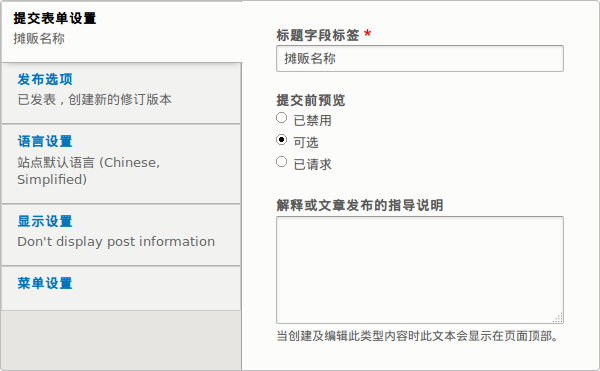 提交表单设置
摊贩名称
发布选项
已发表 , 创建新的修订版本
语言设置
站点默认语言 (Chinese,
Simplified)
显示设置
Don't display post information
菜单设置
标题字段标签 *
摊贩名称
提交前预览
已禁用
可选
已请求
解释或文章发布的指导说明
当创建及编辑此类型内容时此文本会显示在页面顶部。